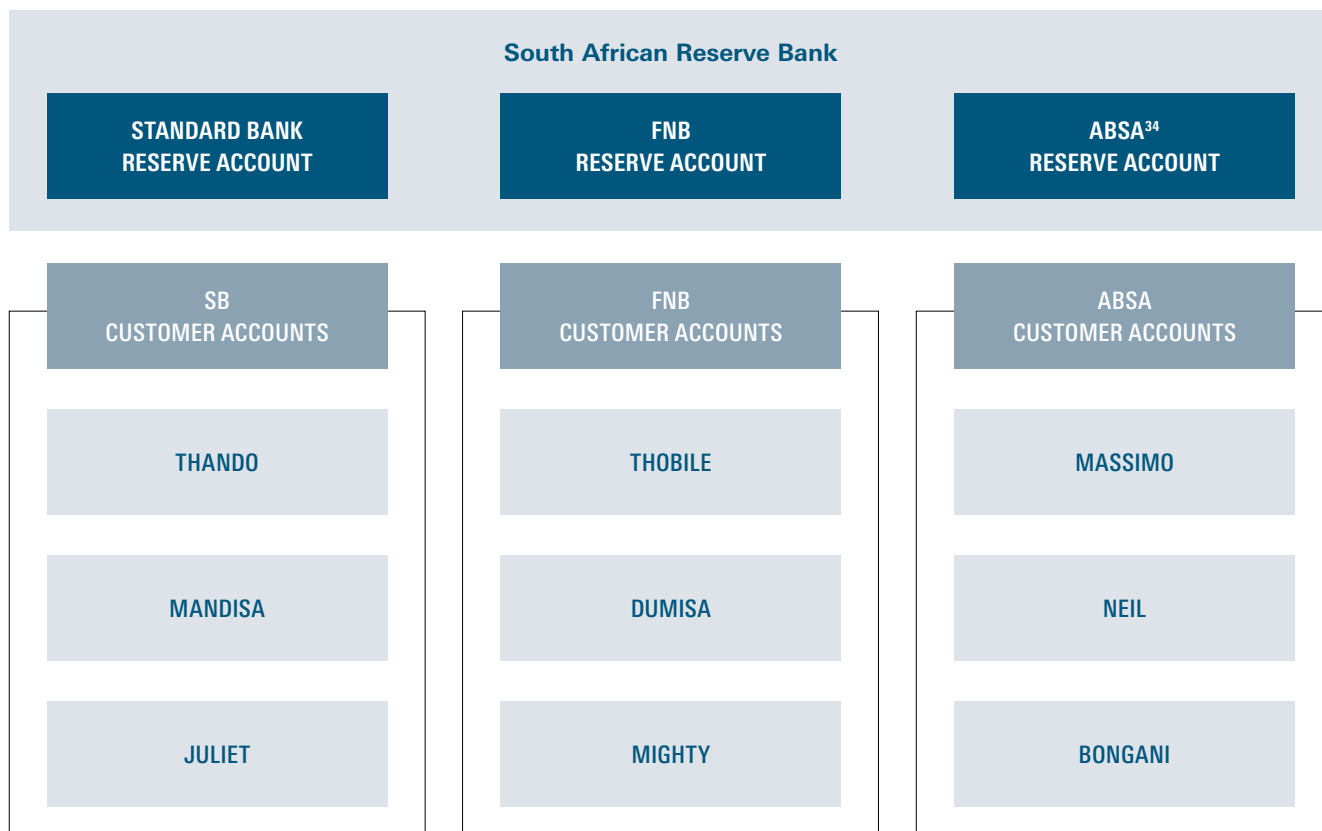 South African Reserve Bank
STANDARD BANK
RESERVE ACCOUNT
FNB
RESERVE ACCOUNT
ABSA³⁴
RESERVE ACCOUNT
SB
CUSTOMER ACCOUNTS
FNB
CUSTOMER ACCOUNTS
ABSA
CUSTOMER ACCOUNTS
THANDO
THOBILE
MASSIMO
MANDISA
DUMISA
NEIL
JULIET
MIGHTY
BONGANI